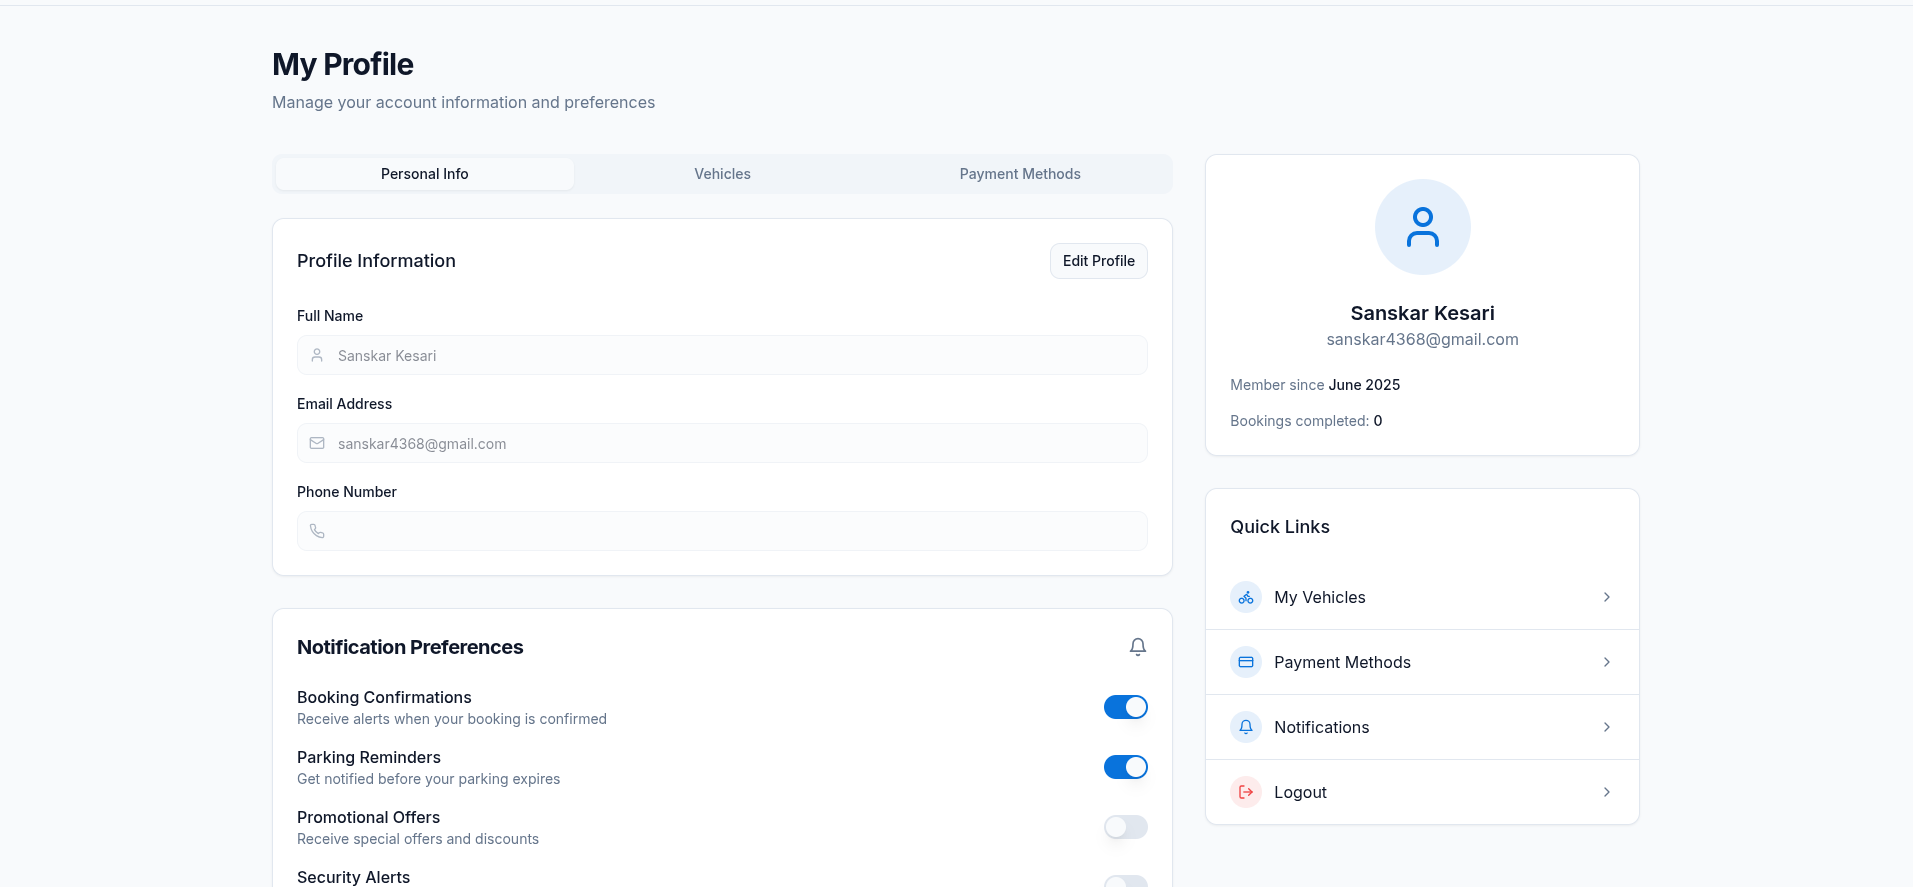 My Profile
Manage your account information and preferences
Personal Info
Vehicles
Payment Methods
Profile Information
Edit Profile
Full Name
Sanskar Kesari
Email Address
sanskar4368@gmail.com
Phone Number
Notification Preferences
Booking Confirmations
Receive alerts when your booking is confirmed
Parking Reminders
Get notified before your parking expires
Promotional Offers
Receive special offers and discounts
Security Alerts
Sanskar Kesari
sanskar4368@gmail.com
Member since June 2025
Bookings completed: 0
Quick Links
My Vehicles
Payment Methods
Notifications
Logout